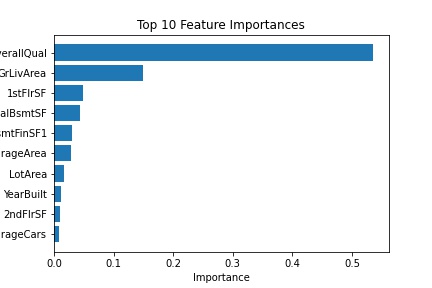 Top 10 Feature Importances
verallQual
GrLivArea
1stFlrSF
alBsmtSF
smtFinSF1
rageArea
LotArea
YearBuilt
2ndFlrSF
rageCars
0.0 0.1 0.2 0.3 0.4 0.5
Importance